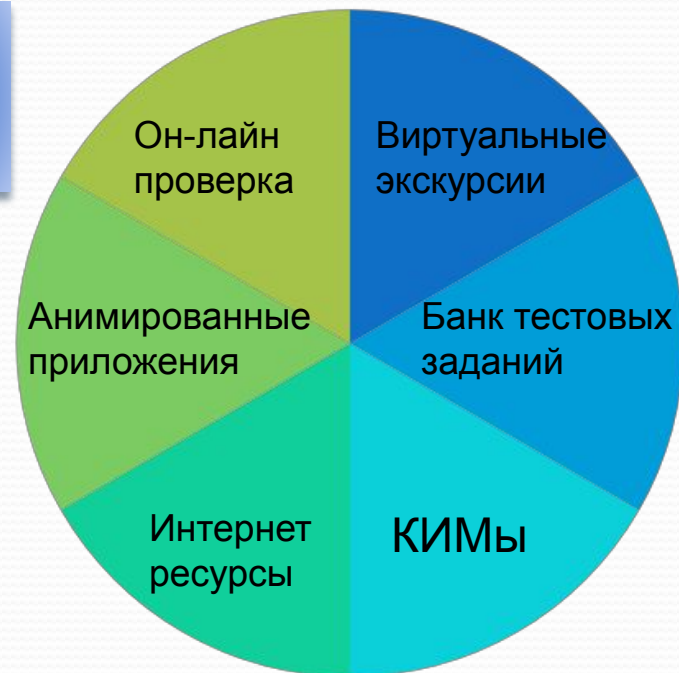 Он-лайн
проверка
Виртуальные
экскурсии
Анимированные
приложения
Банк тестовых
заданий
Интернет
ресурсы
КИМы